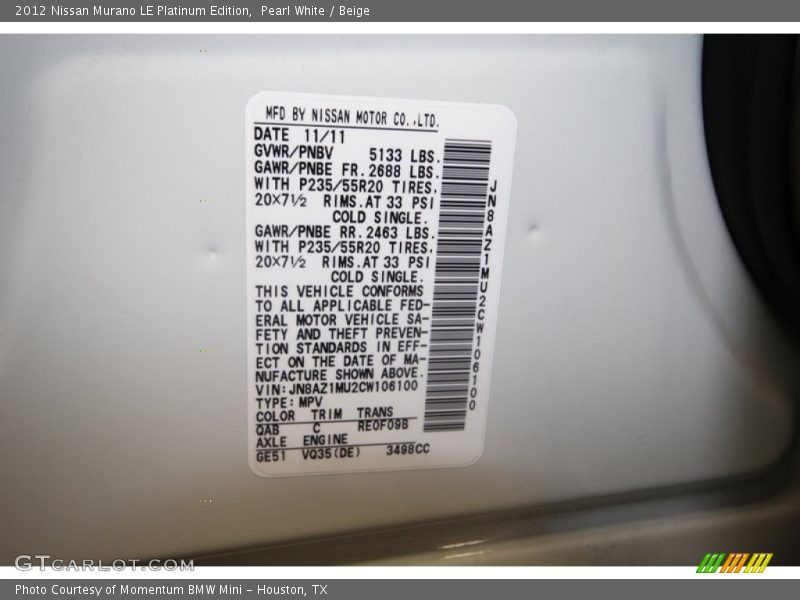 2012 Nissan Murano LE Platinum Edition, Pearl White / Beige
MFD BY NISSAN MOTOR CO.,LTD.
DATE 11/11
GVWR/PNBV 5133 LBS.
GAWR/PNBE FR. 2688 LBS.
WITH P235/55R20 TIRES.
20X7½ RIMS.AT 33 PSI
COLD SINGLE.
GAWR/PNBE RR. 2463 LBS.
WITH P235/55R20 TIRES.
20X7½ RIMS.AT 33 PSI
COLD SINGLE.
THIS VEHICLE CONFORMS
TO ALL APPLICABLE FED-
ERAL MOTOR VEHICLE SA-
FETY AND THEFT PREVEN-
TION STANDARDS IN EFF-
ECT ON THE DATE OF MA-
NUFACTURE SHOWN ABOVE.
VIN:JN8AZ1MU2CW106100
TYPE:MPV
COLOR TRIM TRANS
QAB C RE0F09B
AXLE ENGINE
GE51 VQ35(DE) 3498CC
JN8AZ1MU2CW106100
GTCARLOT.COM
Photo Courtesy of Momentum BMW Mini - Houston, TX